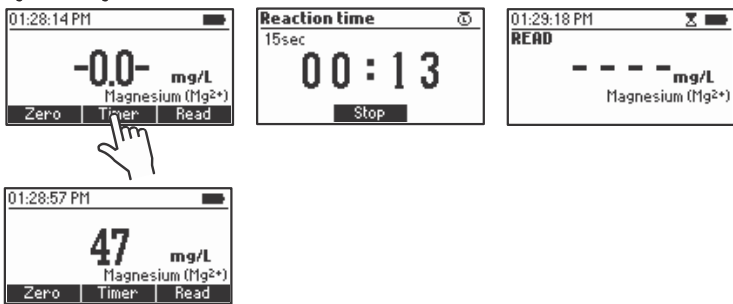 01:28:14 PM
-0.0- mg/L
Magnesium (Mg2+)
Zero Timer Read
Reaction time
15sec
00:13
Stop
01:29:18 PM
READ
---- mg/L
Magnesium (Mg2+)
01:28:57 PM
47 mg/L
Magnesium (Mg2+)
Zero Timer Read